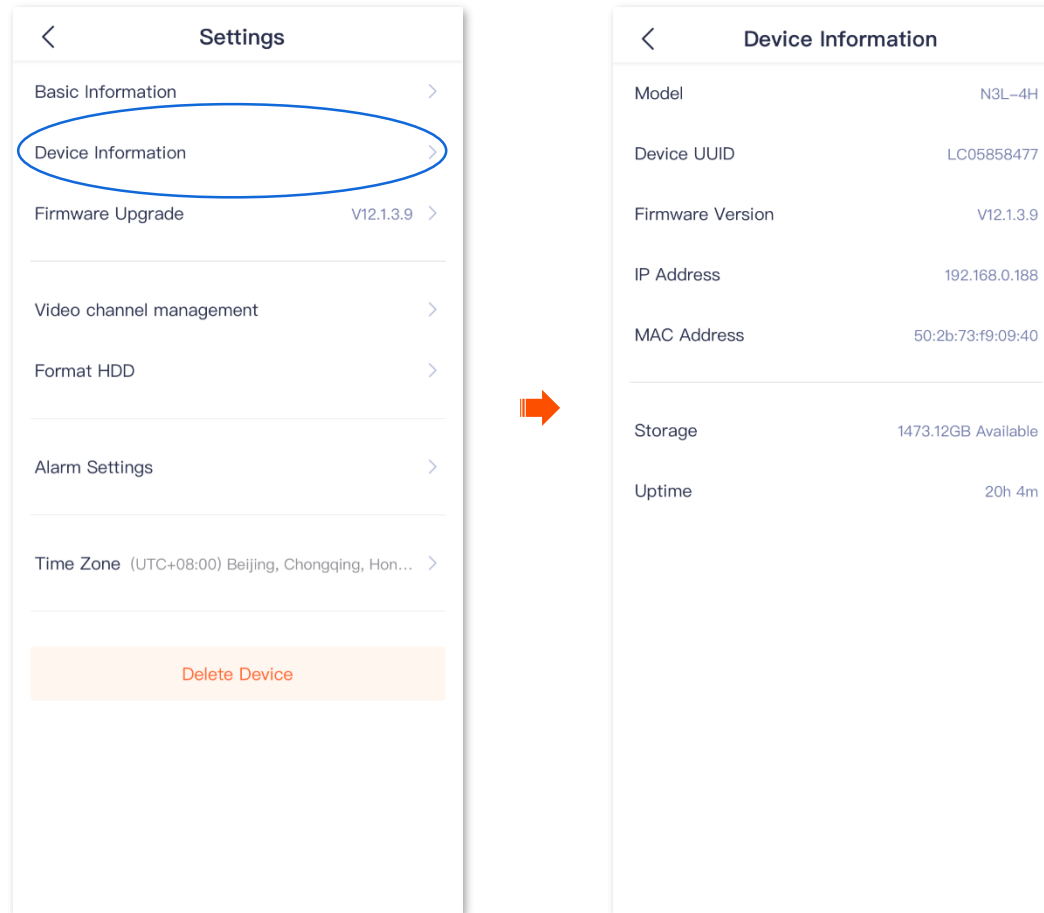 Settings
Basic Information
Device Information
Firmware Upgrade V12.1.3.9
Video channel management
Format HDD
Alarm Settings
Time Zone (UTC+08:00) Beijing, Chongqing, Hon...
Delete Device
Device Information
Model N3L-4H
Device UUID LC05858477
Firmware Version V12.1.3.9
IP Address 192.168.0.188
MAC Address 50:2b:73:f9:09:40
Storage 1473.12GB Available
Uptime 20h 4m